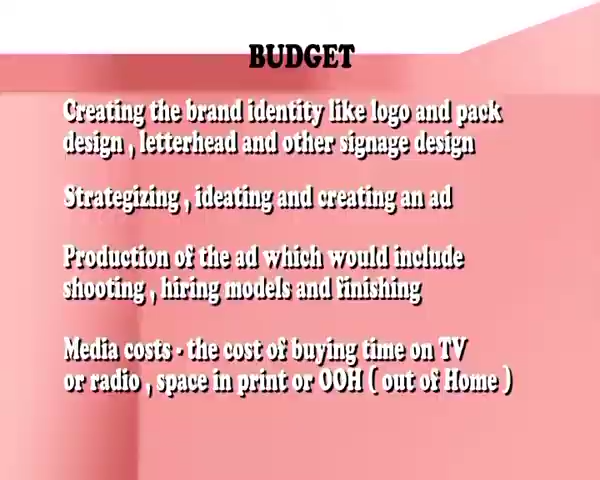 BUDGET
Creating the brand identity like logo and pack
design , letterhead and other signage design
Strategizing , ideating and creating an ad
Production of the ad which would include
shooting , hiring models and finishing
Media costs - the cost of buying time on TV
or radio , space in print or OOH ( out of Home )